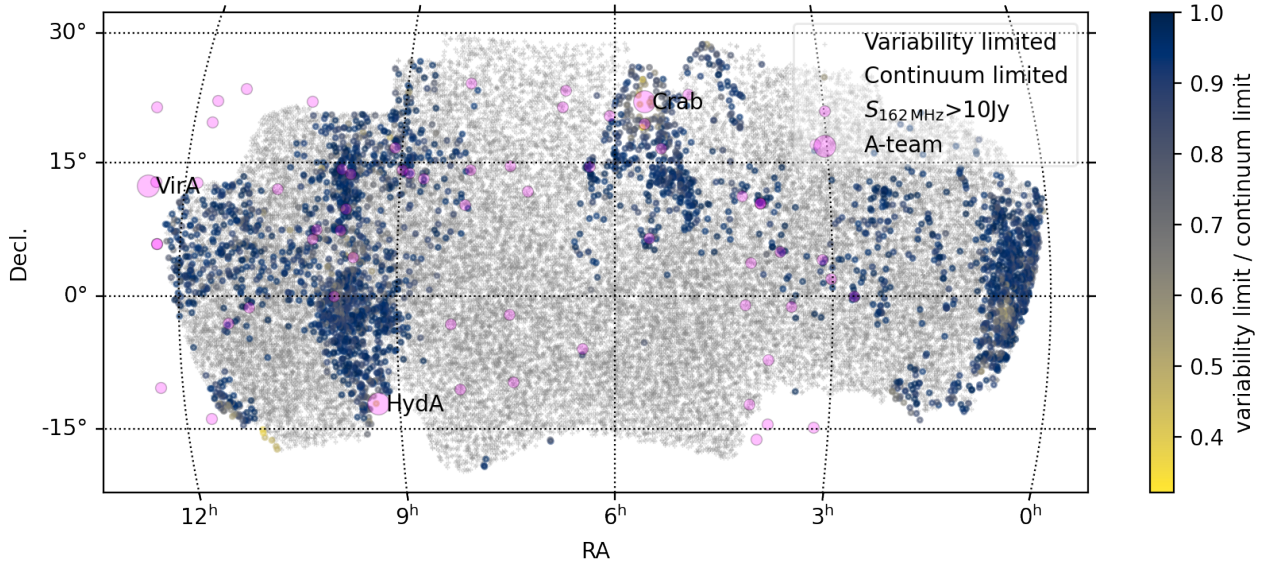 30°
15°
0°
-15°
Decl.
12ʰ
9ʰ
6ʰ
3ʰ
0ʰ
RA
VirA
Crab
HydA
Variability limited
Continuum limited
S₁₆₂ MHz>10Jy
A-team
1.0
0.9
0.8
0.7
0.6
0.5
0.4
variability limit / continuum limit